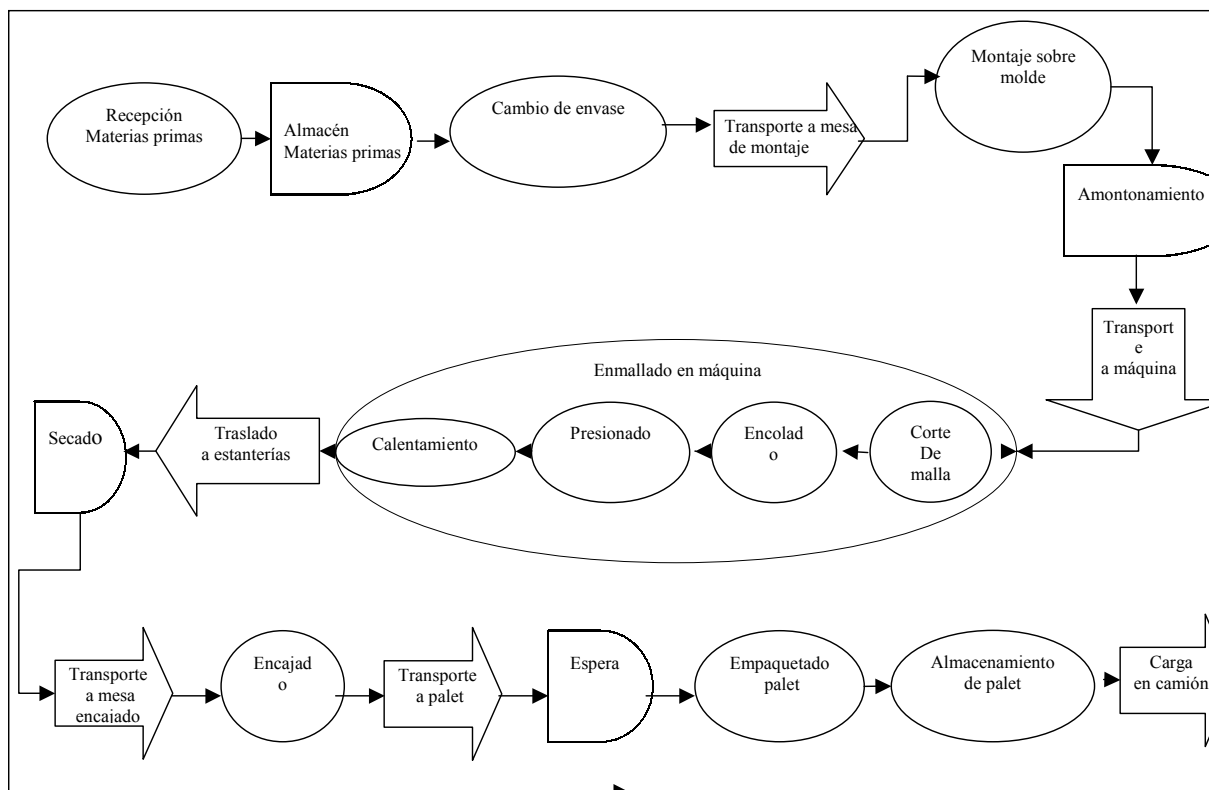 Recepción
Materias primas
Almacén
Materias primas
Cambio de envase
Transporte a mesa
de montaje
Montaje sobre
molde
Amontonamiento
Transport
e
a máquina
Enmallado en máquina
Corte
De
malla
Encolad
o
Presionado
Calentamiento
Traslado
a estanterías
Secado
Transporte
a mesa
encajado
Encajad
o
Transporte
a palet
Espera
Empaquetado
palet
Almacenamiento
de palet
Carga
en camión